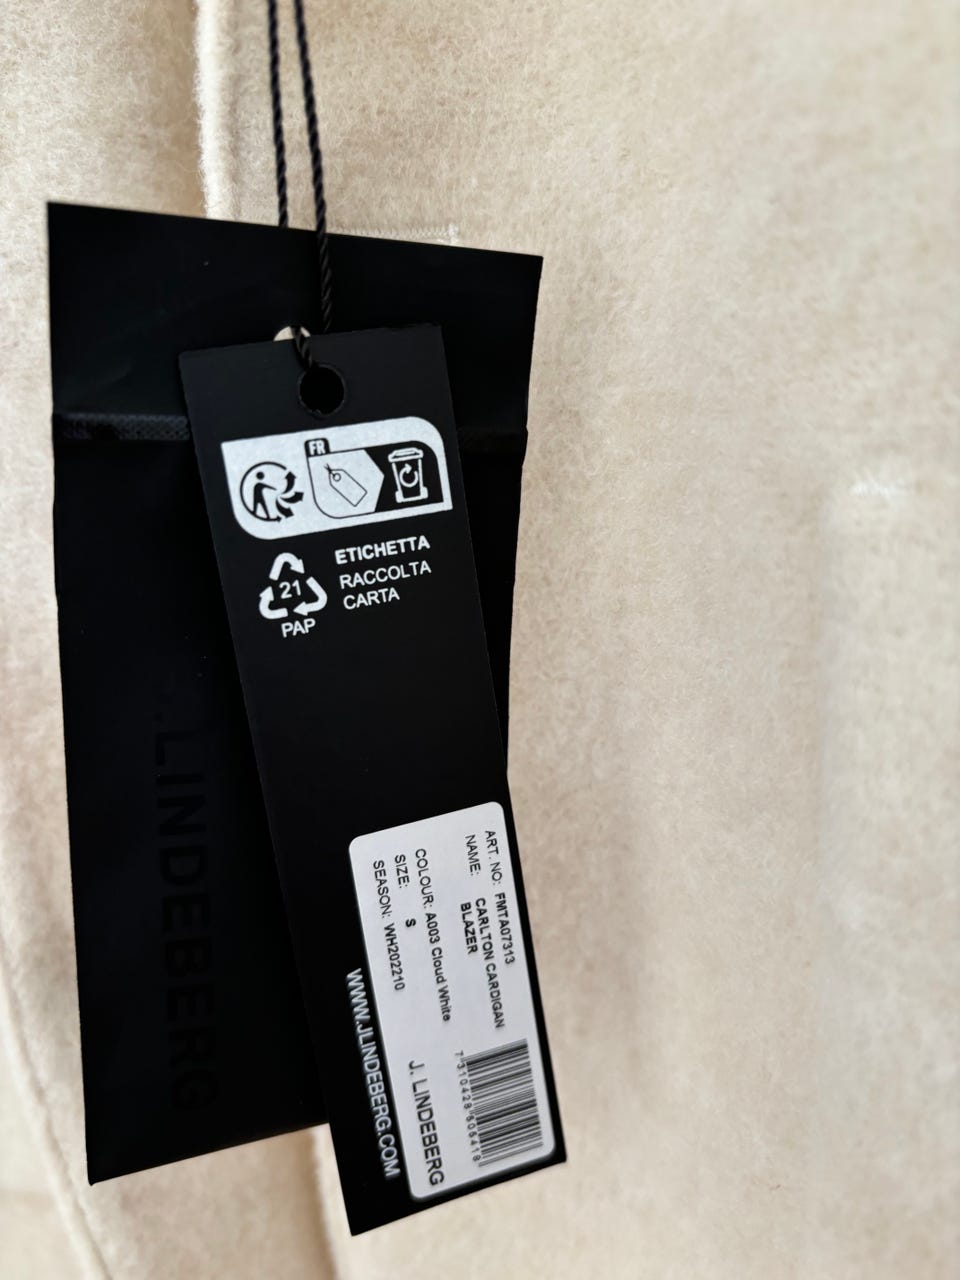 FR
ETICHETTA
RACCOLTA
CARTA
21
PAP
ART. NO: FMTA07313
NAME: CARLTON CARDIGAN
BLAZER
COLOUR: A003 Cloud White
SIZE: S
SEASON: WH202210
7310428606418
J. LINDEBERG
WWW.JLINDEBERG.COM
J.LINDEBERG